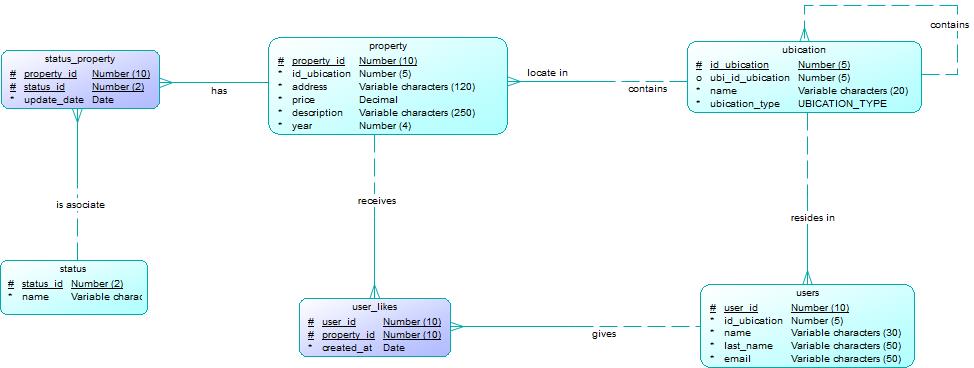 contains
property
# property_id Number (10)
* id_ubication Number (5)
* address Variable characters (120)
* price Decimal
* description Variable characters (250)
* year Number (4)
ubication
# id_ubication Number (5)
o ubi_id_ubication Number (5)
* name Variable characters (20)
* ubication_type UBICATION_TYPE
status_property
# property_id Number (10)
# status_id Number (2)
* update_date Date
has
locate in
contains
is asociate
receives
resides in
status
# status_id Number (2)
* name Variable charac
user_likes
# user_id Number (10)
# property_id Number (10)
* created_at Date
gives
users
# user_id Number (10)
* id_ubication Number (5)
* name Variable characters (30)
* last_name Variable characters (50)
* email Variable characters (50)